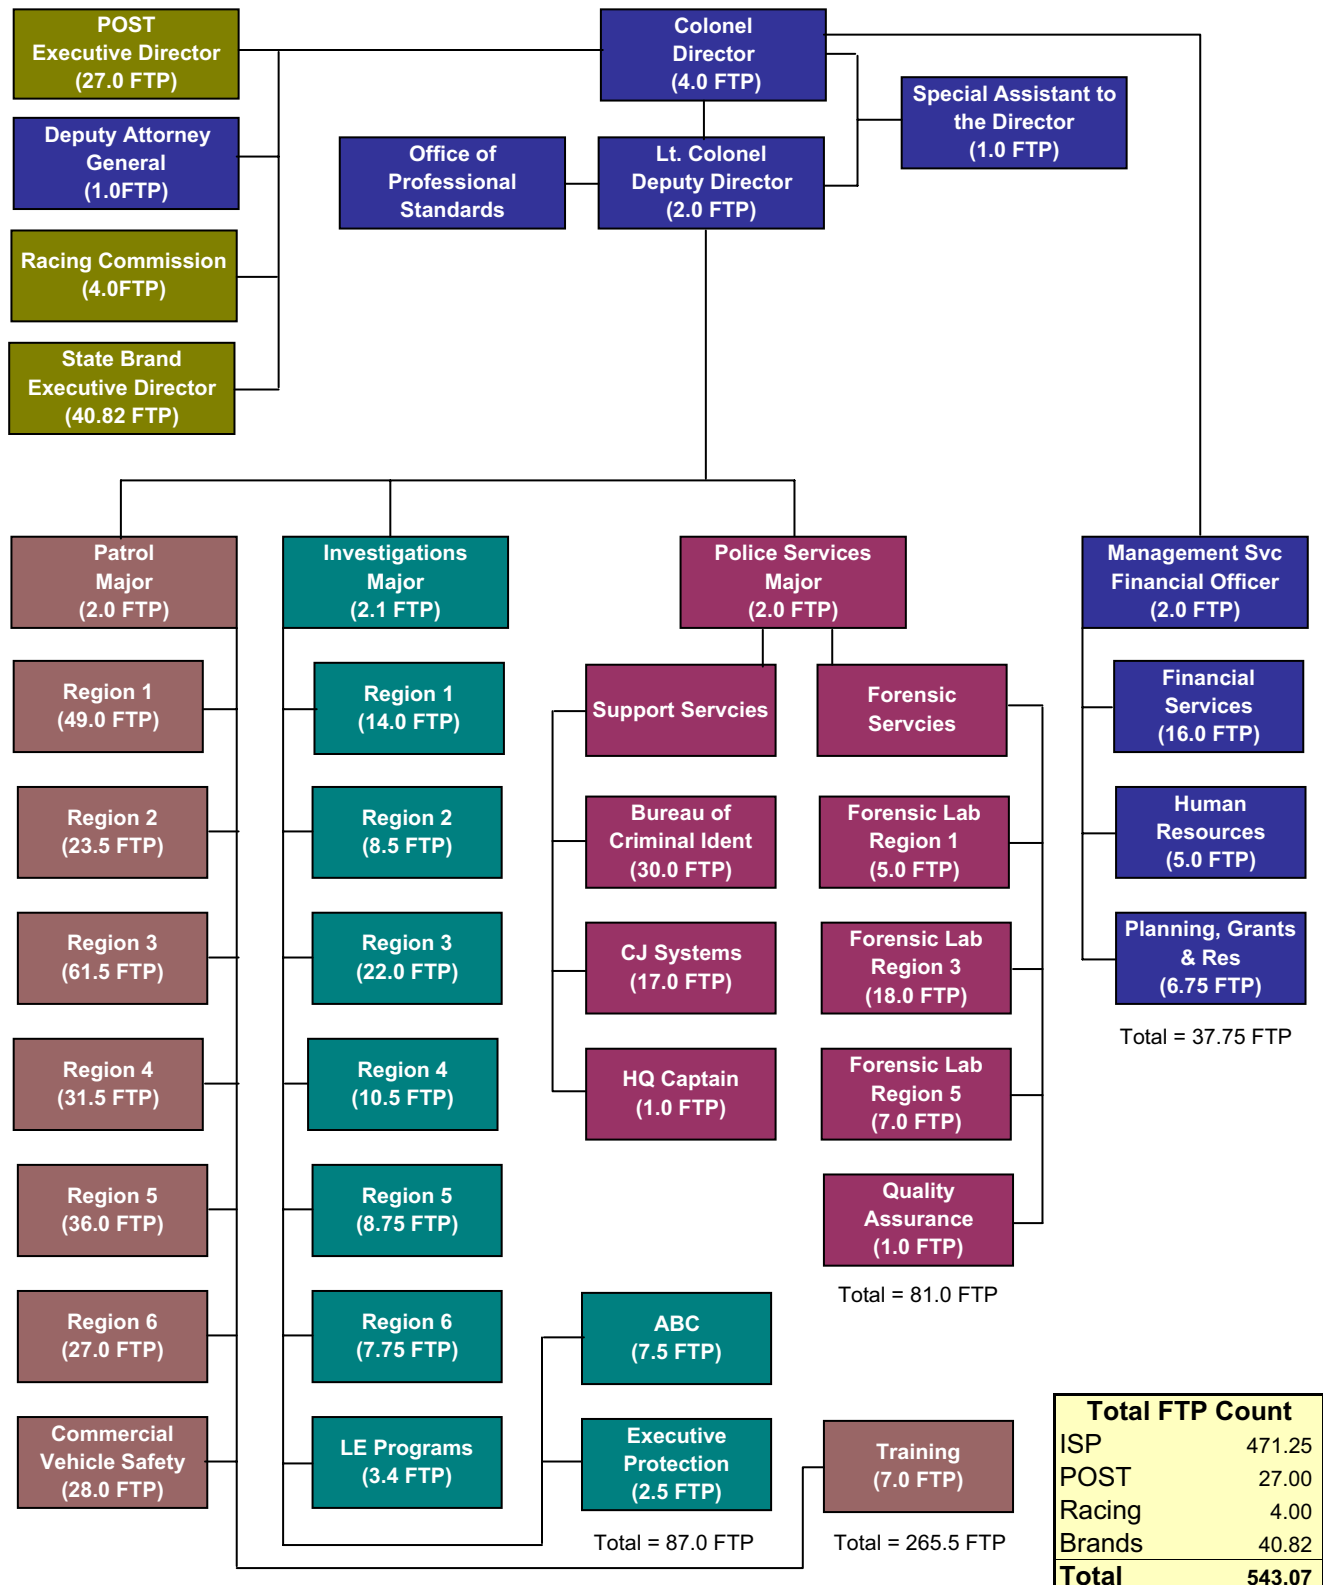 POST
Executive Director
(27.0 FTP)
Colonel
Director
(4.0 FTP)
Special Assistant to
the Director
(1.0 FTP)
Deputy Attorney
General
(1.0FTP)
Office of
Professional
Standards
Lt. Colonel
Deputy Director
(2.0 FTP)
Racing Commission
(4.0FTP)
State Brand
Executive Director
(40.82 FTP)
Patrol
Major
(2.0 FTP)
Investigations
Major
(2.1 FTP)
Police Services
Major
(2.0 FTP)
Management Svc
Financial Officer
(2.0 FTP)
Region 1
(49.0 FTP)
Region 2
(23.5 FTP)
Region 3
(61.5 FTP)
Region 4
(31.5 FTP)
Region 5
(36.0 FTP)
Region 6
(27.0 FTP)
Commercial
Vehicle Safety
(28.0 FTP)
Region 1
(14.0 FTP)
Region 2
(8.5 FTP)
Region 3
(22.0 FTP)
Region 4
(10.5 FTP)
Region 5
(8.75 FTP)
Region 6
(7.75 FTP)
LE Programs
(3.4 FTP)
Support Servcies
Bureau of
Criminal Ident
(30.0 FTP)
CJ Systems
(17.0 FTP)
HQ Captain
(1.0 FTP)
Forensic
Servcies
Forensic Lab
Region 1
(5.0 FTP)
Forensic Lab
Region 3
(18.0 FTP)
Forensic Lab
Region 5
(7.0 FTP)
Quality
Assurance
(1.0 FTP)
Total = 81.0 FTP
Financial
Services
(16.0 FTP)
Human
Resources
(5.0 FTP)
Planning, Grants
& Res
(6.75 FTP)
Total = 37.75 FTP
ABC
(7.5 FTP)
Executive
Protection
(2.5 FTP)
Total = 87.0 FTP
Training
(7.0 FTP)
Total = 265.5 FTP
Total FTP Count
ISP 471.25
POST 27.00
Racing 4.00
Brands 40.82
Total 543.07